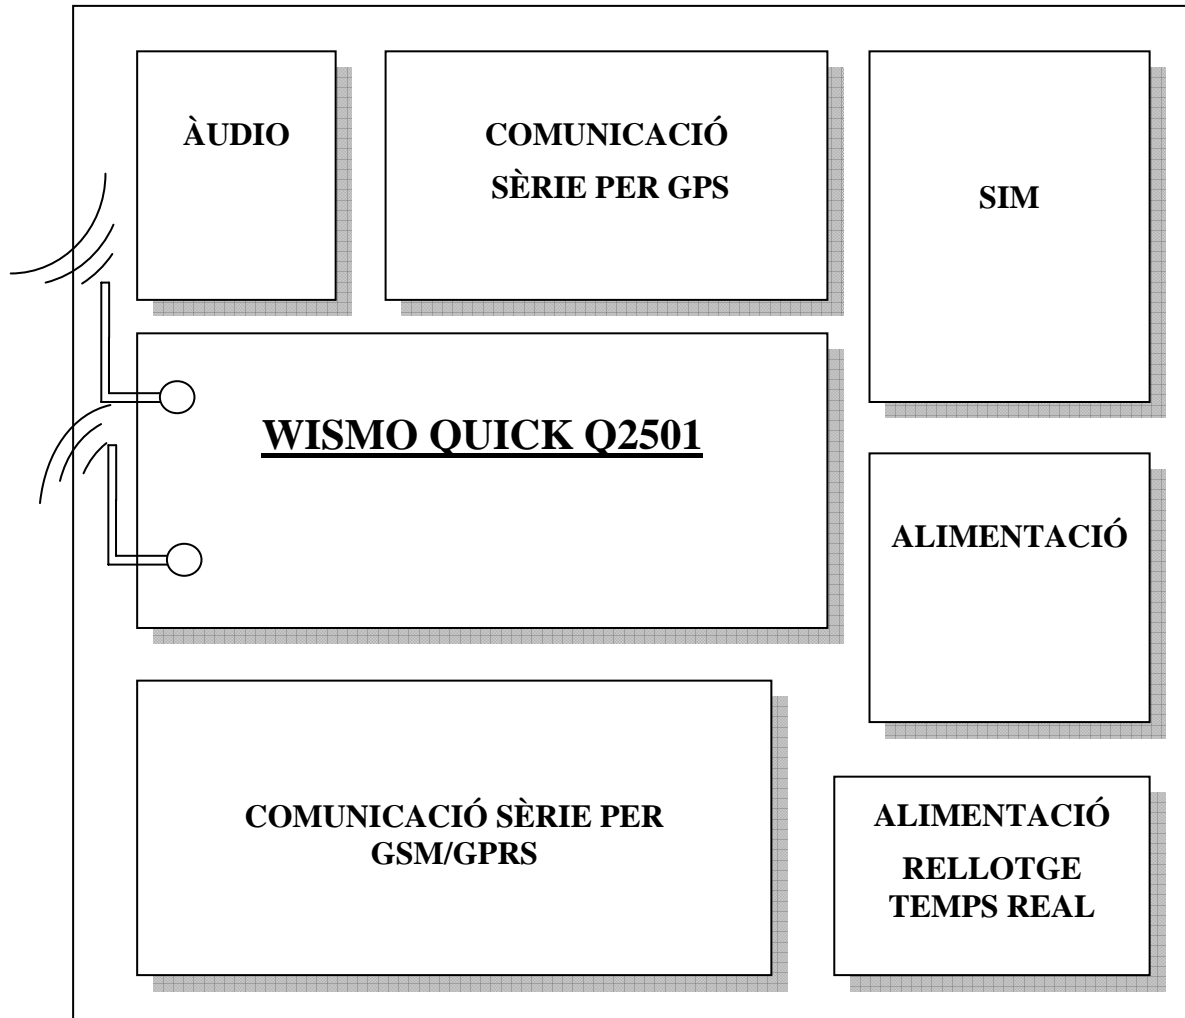 ÀUDIO
COMUNICACIÓ
SÈRIE PER GPS
SIM
WISMO QUICK Q2501
ALIMENTACIÓ
COMUNICACIÓ SÈRIE PER
GSM/GPRS
ALIMENTACIÓ
RELLOTGE
TEMPS REAL